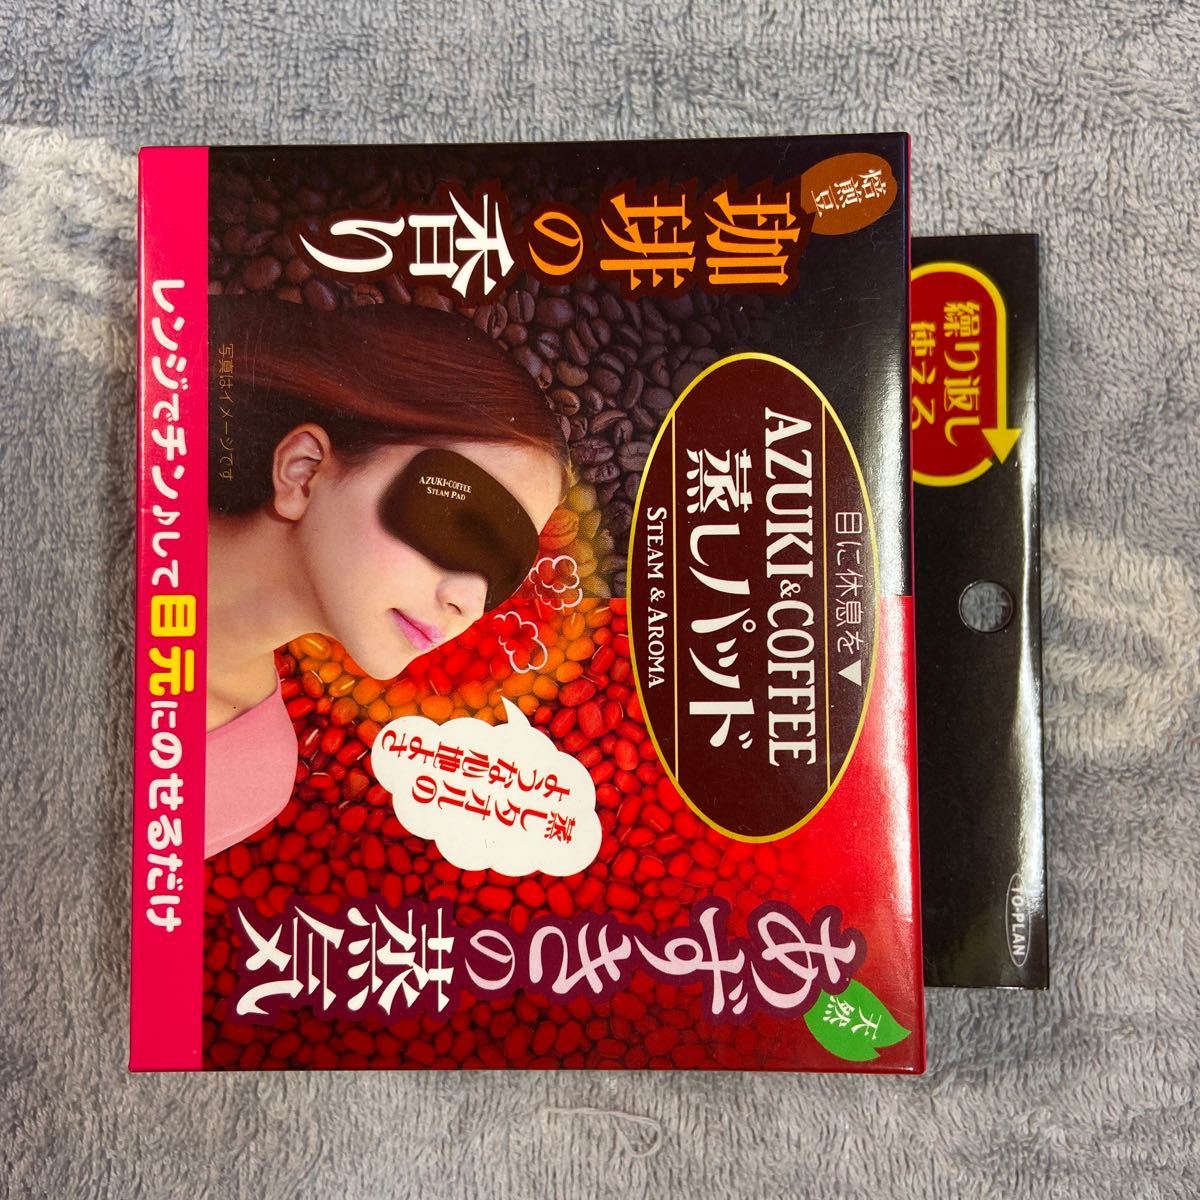 繰り返し
使える
TO-PLAN
目に休息を▼
AZUKI&COFFEE
蒸しパッド
STEAM & AROMA
焙煎豆
珈琲の香り
天然
あずきの蒸気
AZUKI&COFFEE
STEAM PAD
蒸しタオルの
ような心地よさ
写真はイメージです
レンジでチン♪して目元にのせるだけ